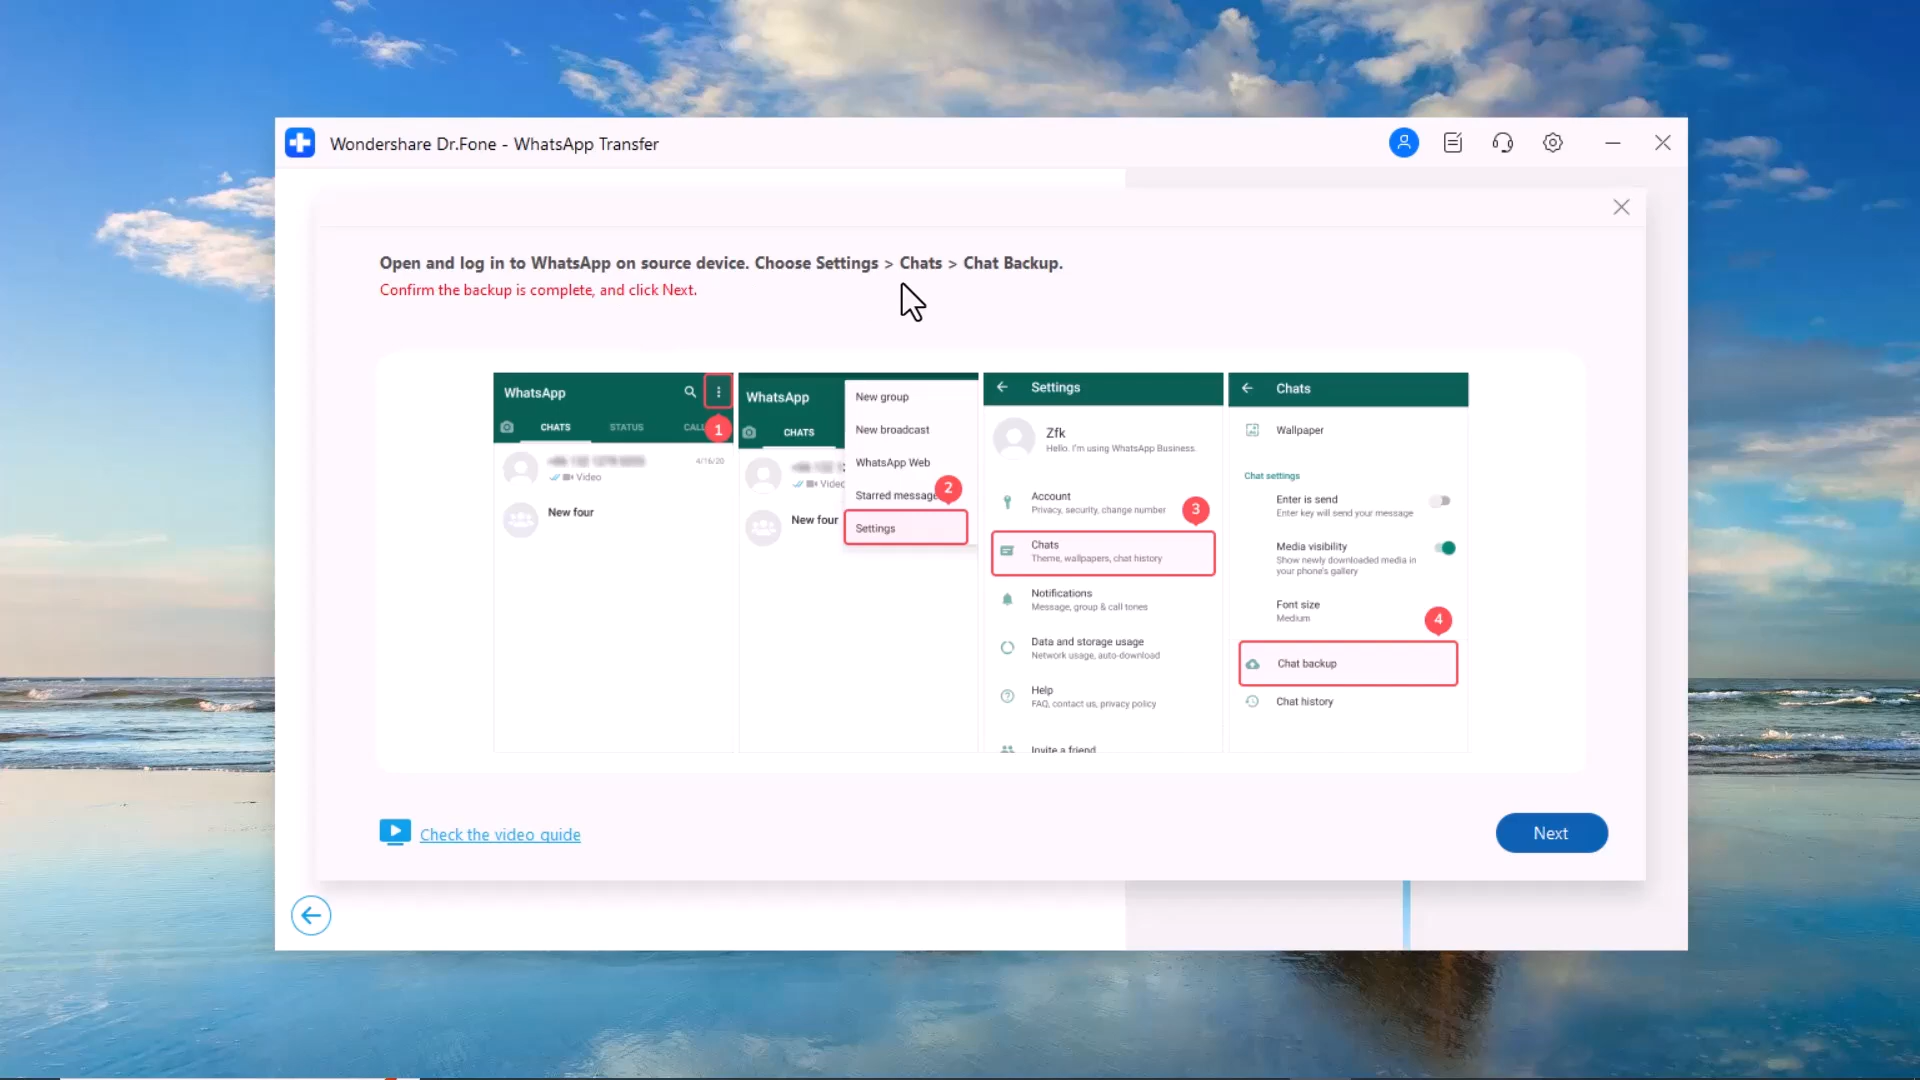 Wondershare Dr.Fone - WhatsApp Transfer
Open and log in to WhatsApp on source device. Choose Settings > Chats > Chat Backup.
Confirm the backup is complete, and click Next.
WhatsApp
CHATS STATUS CALL
1
4/16/20
Video
New four
WhatsApp
CHATS
Video
New four
New group
New broadcast
WhatsApp Web
Starred message
2
Settings
Settings
Zfk
Hello. I'm using WhatsApp Business.
Account
Privacy, security, change number
3
Chats
Theme, wallpapers, chat history
Notifications
Message, group & call tones
Data and storage usage
Network usage, auto-download
Help
FAQ, contact us, privacy policy
Invite a friend
Chats
Wallpaper
Chat settings
Enter is send
Enter key will send your message
Media visibility
Show newly downloaded media in
your phone's gallery
Font size
Medium
4
Chat backup
Chat history
Check the video guide
Next